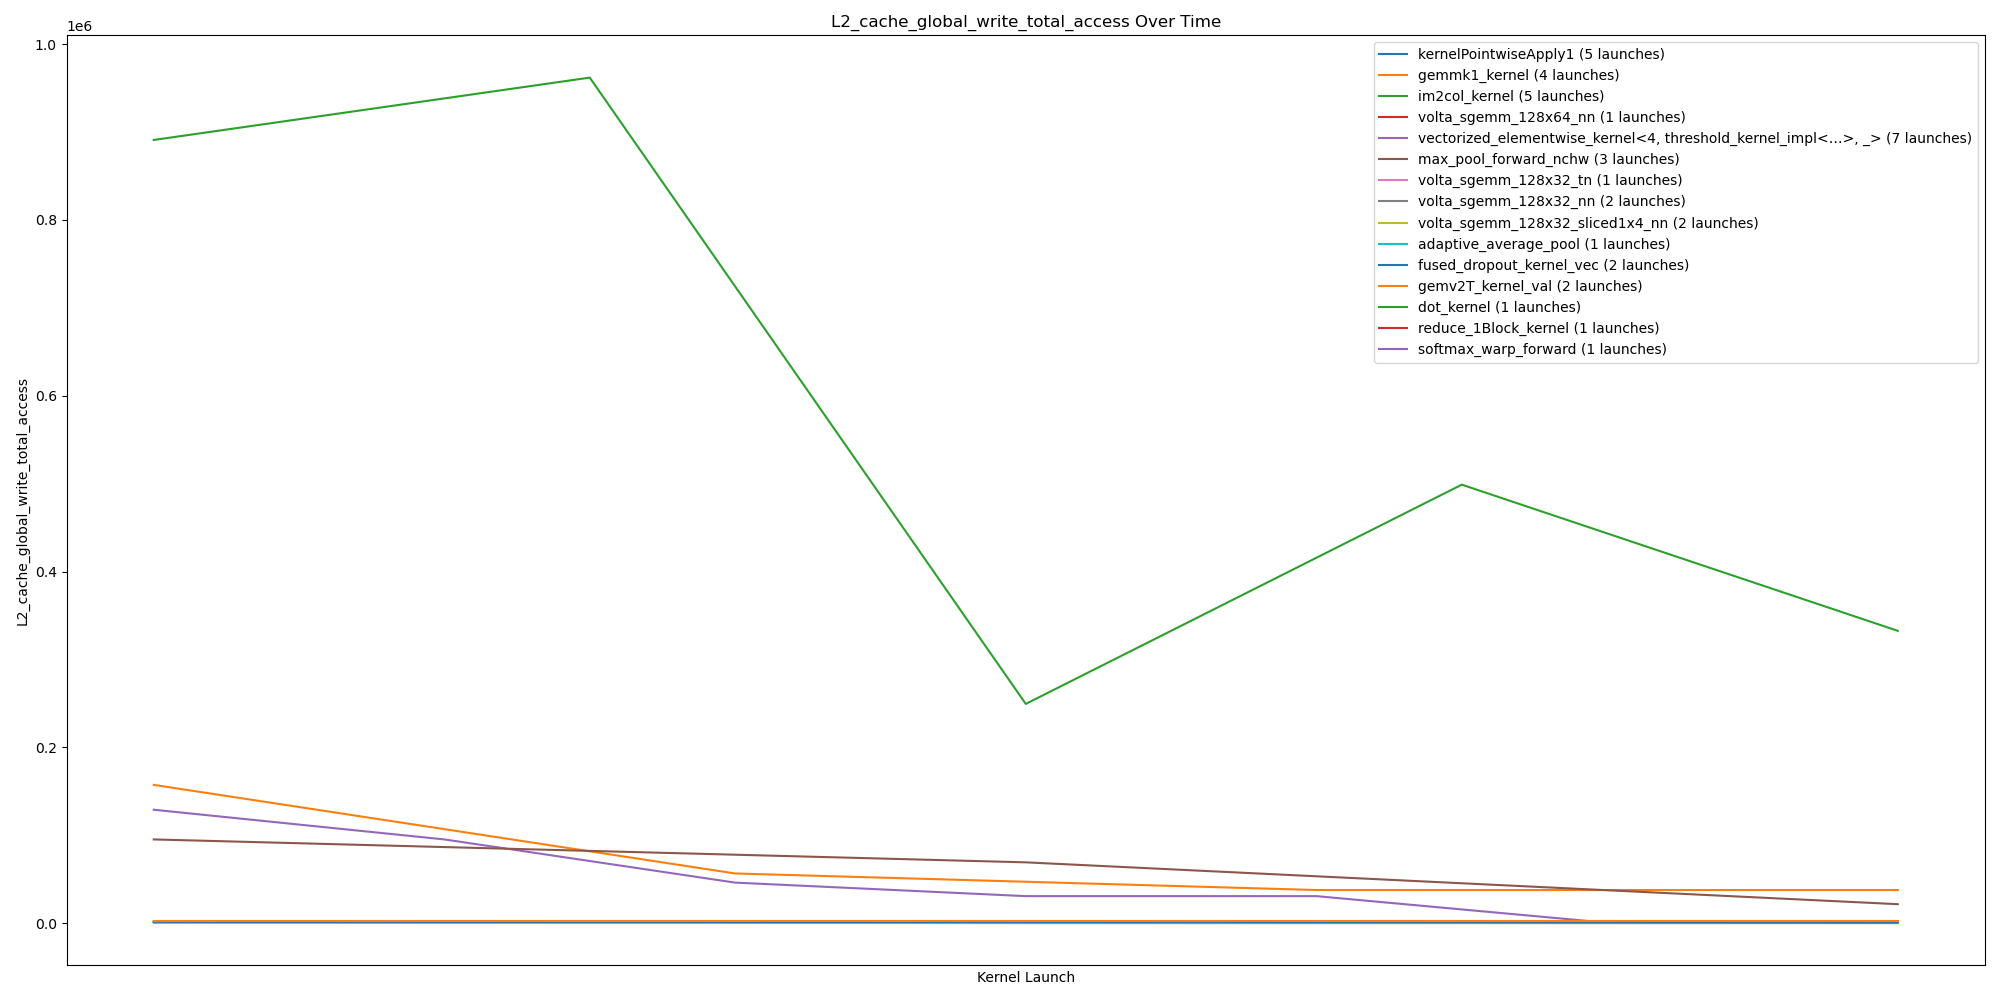 L2_cache_global_write_total_access Over Time
1e6
1.0
0.8
0.6
0.4
0.2
0.0
L2_cache_global_write_total_access
Kernel Launch
kernelPointwiseApply1 (5 launches)
gemmk1_kernel (4 launches)
im2col_kernel (5 launches)
volta_sgemm_128x64_nn (1 launches)
vectorized_elementwise_kernel<4, threshold_kernel_impl<...>, _> (7 launches)
max_pool_forward_nchw (3 launches)
volta_sgemm_128x32_tn (1 launches)
volta_sgemm_128x32_nn (2 launches)
volta_sgemm_128x32_sliced1x4_nn (2 launches)
adaptive_average_pool (1 launches)
fused_dropout_kernel_vec (2 launches)
gemv2T_kernel_val (2 launches)
dot_kernel (1 launches)
reduce_1Block_kernel (1 launches)
softmax_warp_forward (1 launches)